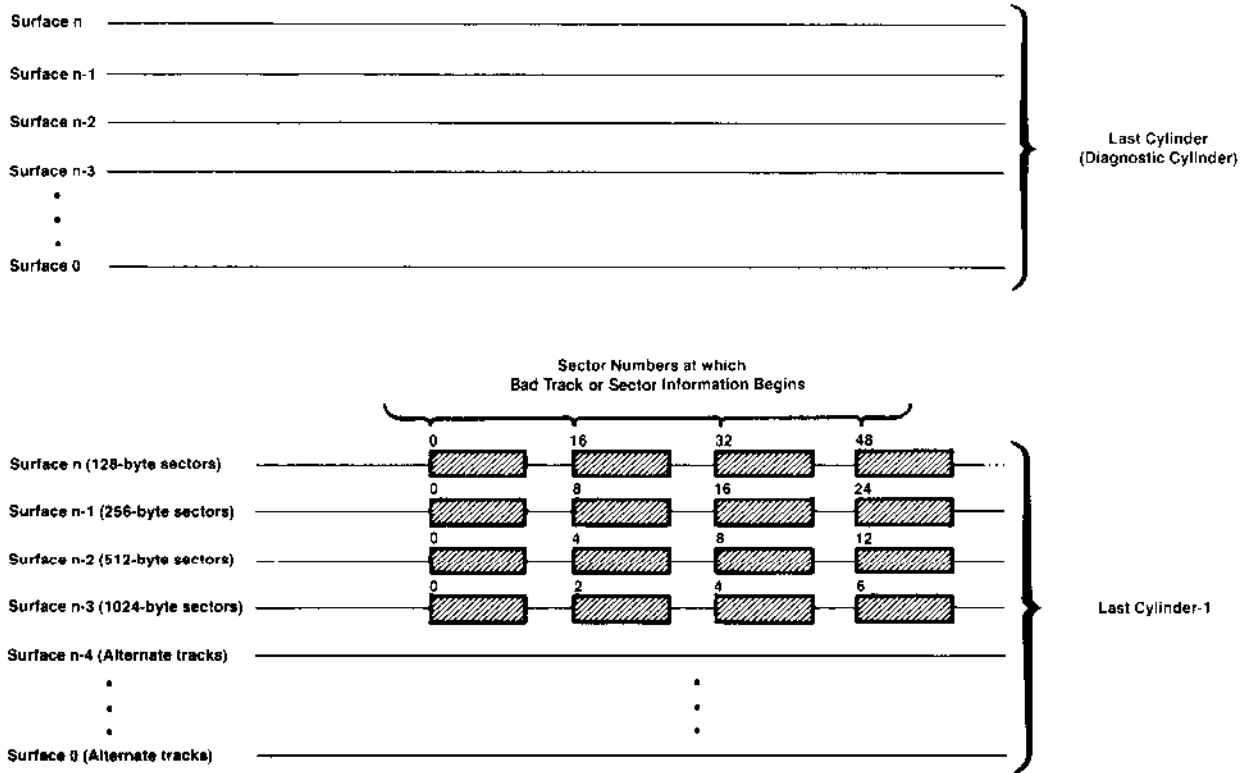 Surface n
Surface n-1
Surface n-2
Surface n-3
Surface 0
Last Cylinder
(Diagnostic Cylinder)
Sector Numbers at which
Bad Track or Sector Information Begins
0 16 32 48
Surface n (128-byte sectors)
0 8 16 24
Surface n-1 (256-byte sectors)
0 4 8 12
Surface n-2 (512-byte sectors)
0 2 4 6
Surface n-3 (1024-byte sectors)
Last Cylinder-1
Surface n-4 (Alternate tracks)
Surface 0 (Alternate tracks)